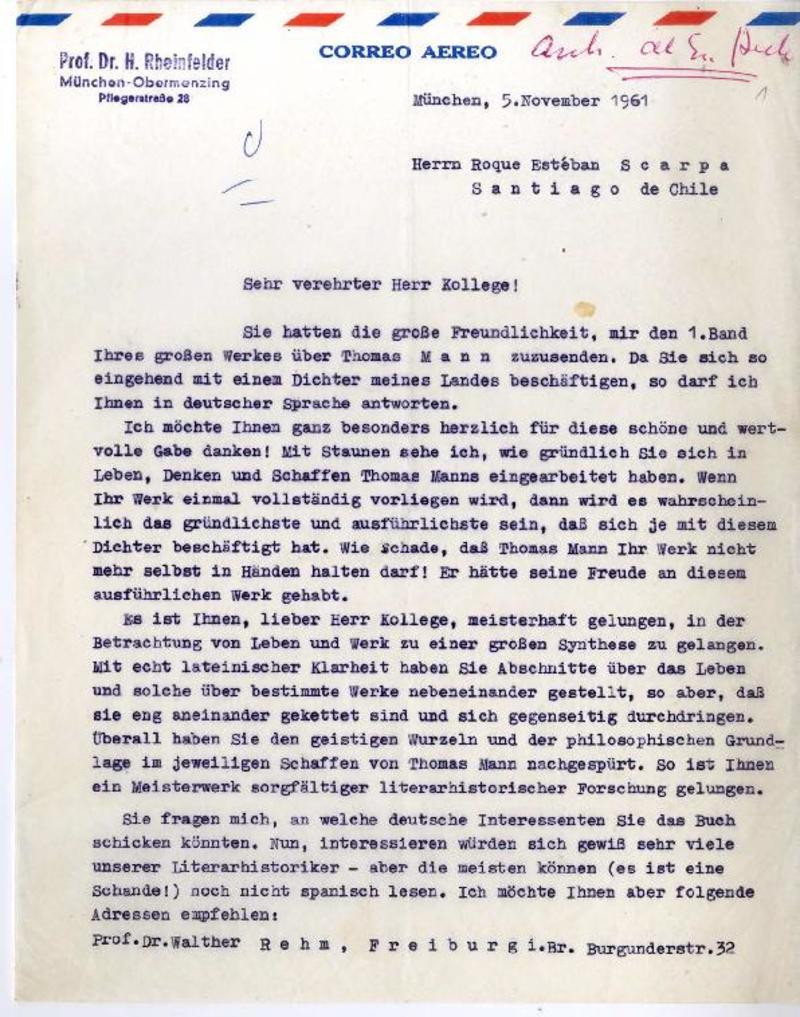 CORREO AEREO
Prof. Dr. H. Rheinfelder
München-Obermenzing
Pflegerstraße 28
München, 5.November 1961
Herrn Roque Estéban S c a r p a
S a n t i a g o de Chile
Sehr verehrter Herr Kollege!
Sie hatten die große Freundlichkeit, mir den 1.Band
Ihres großen Werkes über Thomas M a n n zuzusenden. Da Sie sich so
eingehend mit einem Dichter meines Landes beschäftigen, so darf ich
Ihnen in deutscher Sprache antworten.
Ich möchte Ihnen ganz besonders herzlich für diese schöne und wert-
volle Gabe danken! Mit Staunen sehe ich, wie gründlich Sie sich in
Leben, Denken und Schaffen Thomas Manns eingearbeitet haben. Wenn
Ihr Werk einmal vollständig vorliegen wird, dann wird es wahrschein-
lich das gründlichste und ausführlichste sein, daß sich je mit diesem
Dichter beschäftigt hat. Wie schade, daß Thomas Mann Ihr Werk nicht
mehr selbst in Händen halten darf! Er hätte seine Freude an diesem
ausführlichen Werk gehabt.
Es ist Ihnen, lieber Herr Kollege, meisterhaft gelungen, in der
Betrachtung von Leben und Werk zu einer großen Synthese zu gelangen.
Mit echt lateinischer Klarheit haben Sie Abschnitte über das Leben
und solche über bestimmte Werke nebeneinander gestellt, so aber, daß
sie eng aneinander gekettet sind und sich gegenseitig durchdringen.
Überall haben Sie den geistigen Wurzeln und der philosophischen Grund-
lage im jeweiligen Schaffen von Thomas Mann nachgespürt. So ist Ihnen
ein Meisterwerk sorgfältiger literarhistorischer Forschung gelungen.
Sie fragen mich, an welche deutsche Interessenten Sie das Buch
schicken könnten. Nun, interessieren würden sich gewiß sehr viele
unserer Literarhistoriker - aber die meisten können (es ist eine
Schande!) noch nicht spanisch lesen. Ich möchte Ihnen aber folgende
Adressen empfehlen:
Prof.Dr.Walther R e h m , F r e i b u r g i.Br. Burgunderstr.32